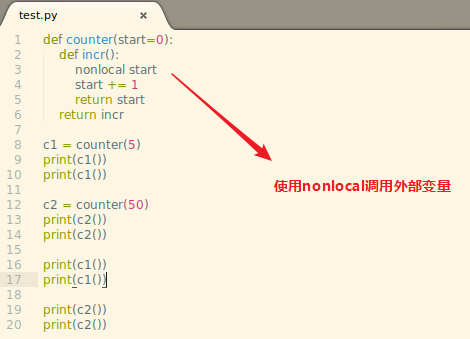 test.py ×
1 def counter(start=0):
2     def incr():
3         nonlocal start
4         start += 1
5         return start
6     return incr
7
8 c1 = counter(5)
9 print(c1())
10 print(c1())
11
12 c2 = counter(50)
13 print(c2())
14 print(c2())
15
16 print(c1())
17 print(c1())
18
19 print(c2())
20 print(c2())
使用nonlocal调用外部变量